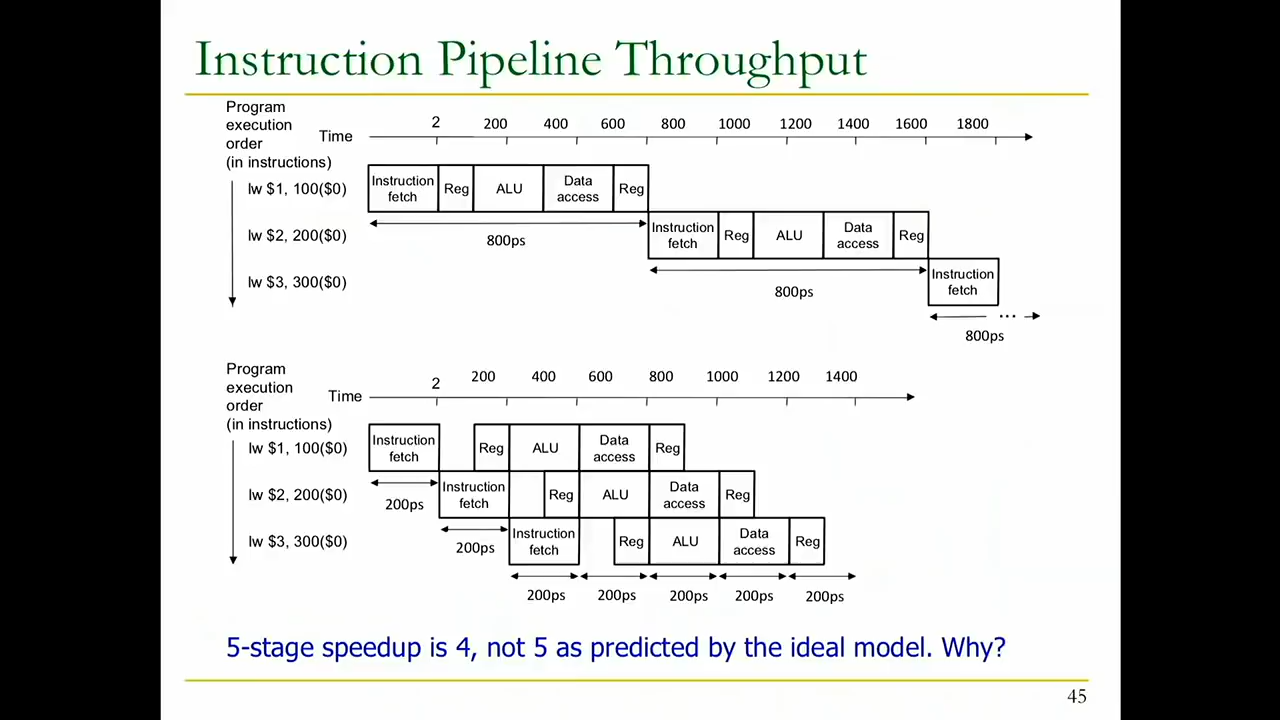 Instruction Pipeline Throughput
Program
execution
order
(in instructions)
Time
2 200 400 600 800 1000 1200 1400 1600 1800
lw $1, 100($0)
Instruction
fetch
Reg
ALU
Data
access
Reg
800ps
lw $2, 200($0)
Instruction
fetch
Reg
ALU
Data
access
Reg
800ps
lw $3, 300($0)
Instruction
fetch
...
800ps
Program
execution
order
(in instructions)
Time
2 200 400 600 800 1000 1200 1400
lw $1, 100($0)
Instruction
fetch
Reg
ALU
Data
access
Reg
200ps
lw $2, 200($0)
Instruction
fetch
Reg
ALU
Data
access
Reg
200ps
lw $3, 300($0)
Instruction
fetch
Reg
ALU
Data
access
Reg
200ps 200ps 200ps 200ps 200ps
5-stage speedup is 4, not 5 as predicted by the ideal model. Why?
45